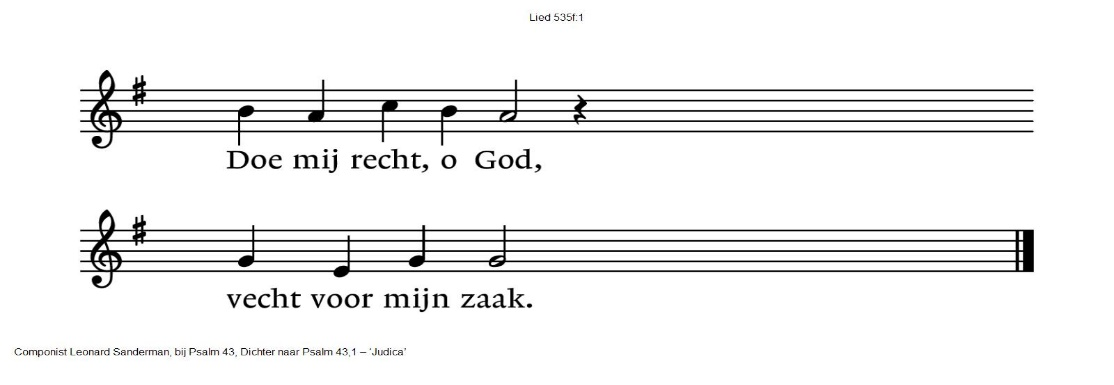 Lied 535f:1
Doe mij recht, o God,
vecht voor mijn zaak.
Componist Leonard Sanderman, bij Psalm 43, Dichter naar Psalm 43,1 – ‘Judica’